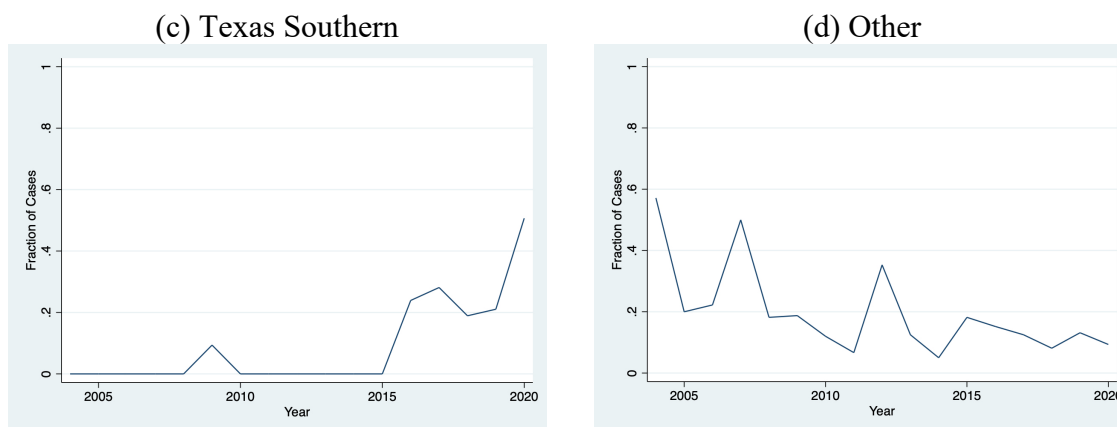 (c) Texas Southern
(d) Other
1
.8
.6
.4
.2
0
Fraction of Cases
2005 2010 2015 2020
Year
1
.8
.6
.4
.2
0
Fraction of Cases
2005 2010 2015 202
Year